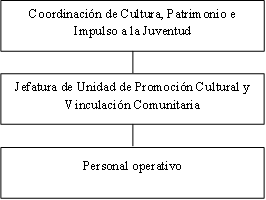 Coordinación de Cultura, Patrimonio e
Impulso a la Juventud
Jefatura de Unidad de Promoción Cultural y
Vinculación Comunitaria
Personal operativo